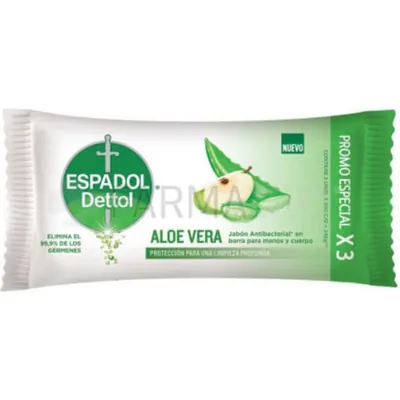 ESPADOL
Dettol
ELIMINA EL
99,9% DE LOS
GÉRMENES
NUEVO
FARMA
ALOE VERA
Jabón Antibacterial* en
barra para manos y cuerpo
PROTECCIÓN PARA UNA LIMPIEZA PROFUNDA
PROMO ESPECIAL
X 3